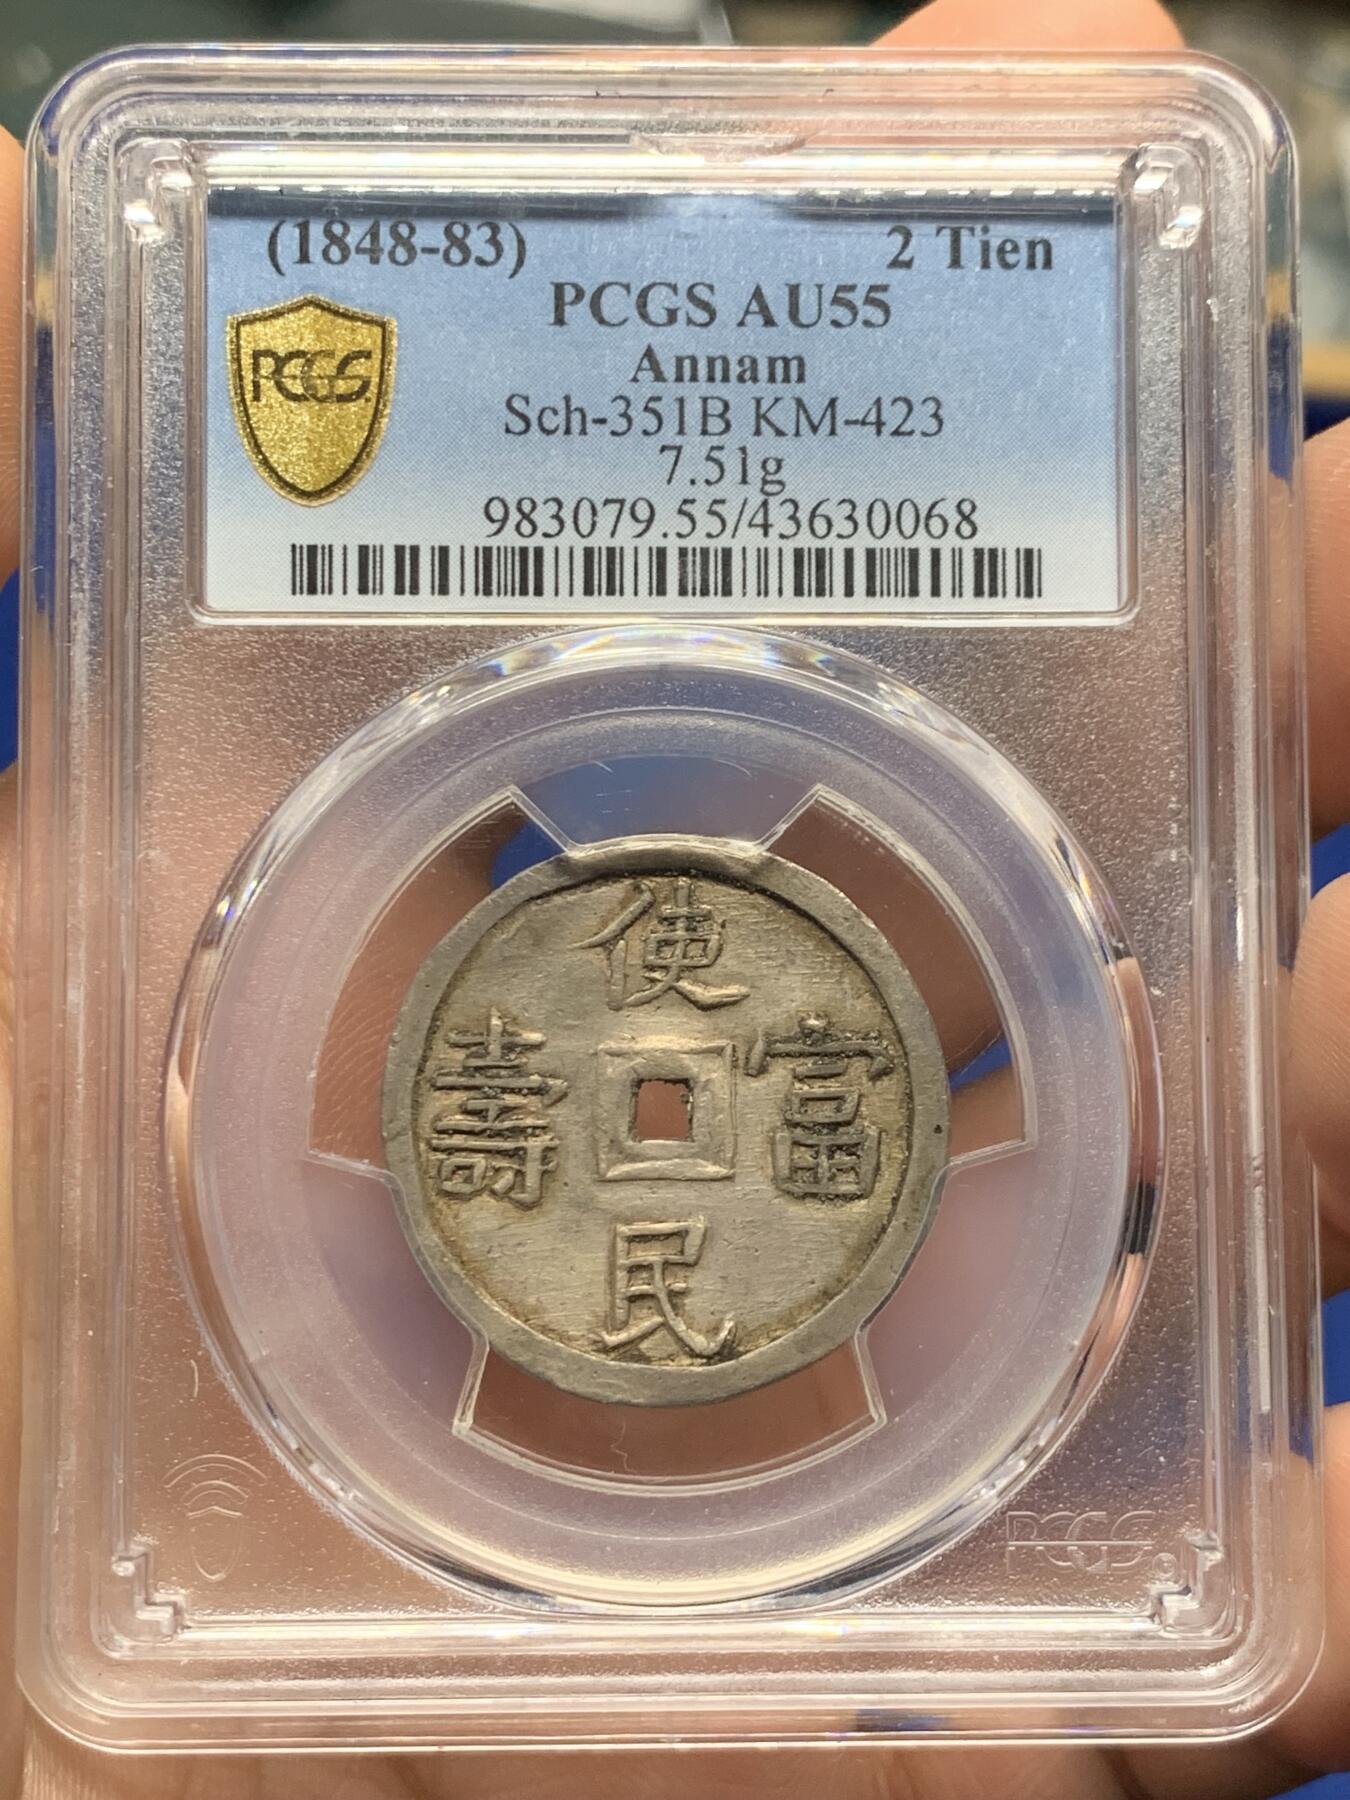 (1848-83) 2 Tien
PCGS AU55
Annam
PCGS
Sch-351B KM-423
7.51g
983079.55/43630068
使
富
壽
民
PCGS